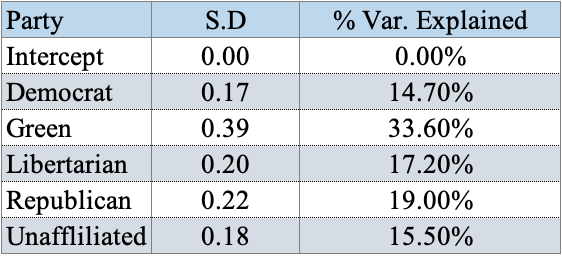 Party S.D % Var. Explained
Intercept 0.00 0.00%
Democrat 0.17 14.70%
Green 0.39 33.60%
Libertarian 0.20 17.20%
Republican 0.22 19.00%
Unaffliliated 0.18 15.50%